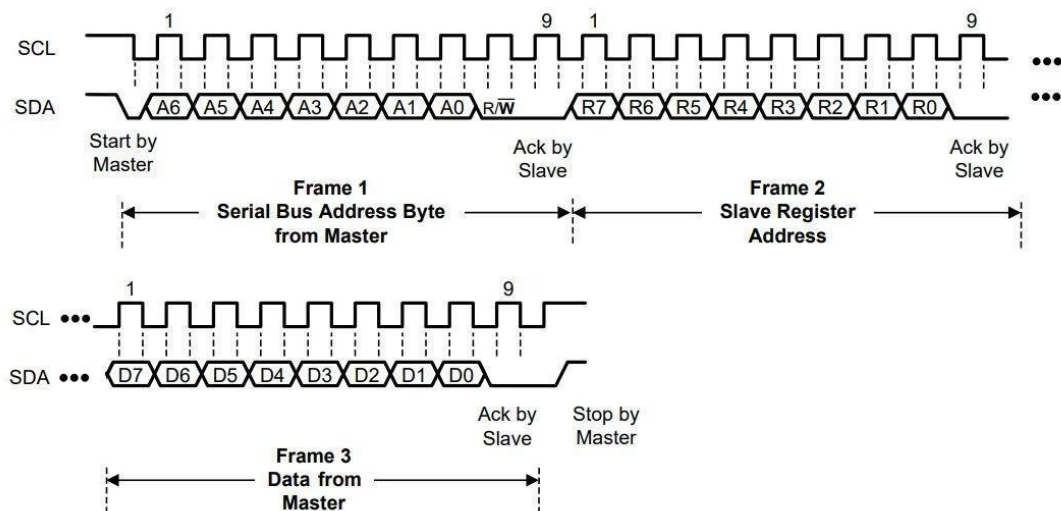 1 9 1 9
SCL
SDA A6 A5 A4 A3 A2 A1 A0 R/W̅ R7 R6 R5 R4 R3 R2 R1 R0
Start by
Master
Ack by
Slave
Ack by
Slave
Frame 1
Serial Bus Address Byte
from Master
Frame 2
Slave Register
Address
1 9
SCL
SDA D7 D6 D5 D4 D3 D2 D1 D0
Ack by
Slave
Stop by
Master
Frame 3
Data from
Master